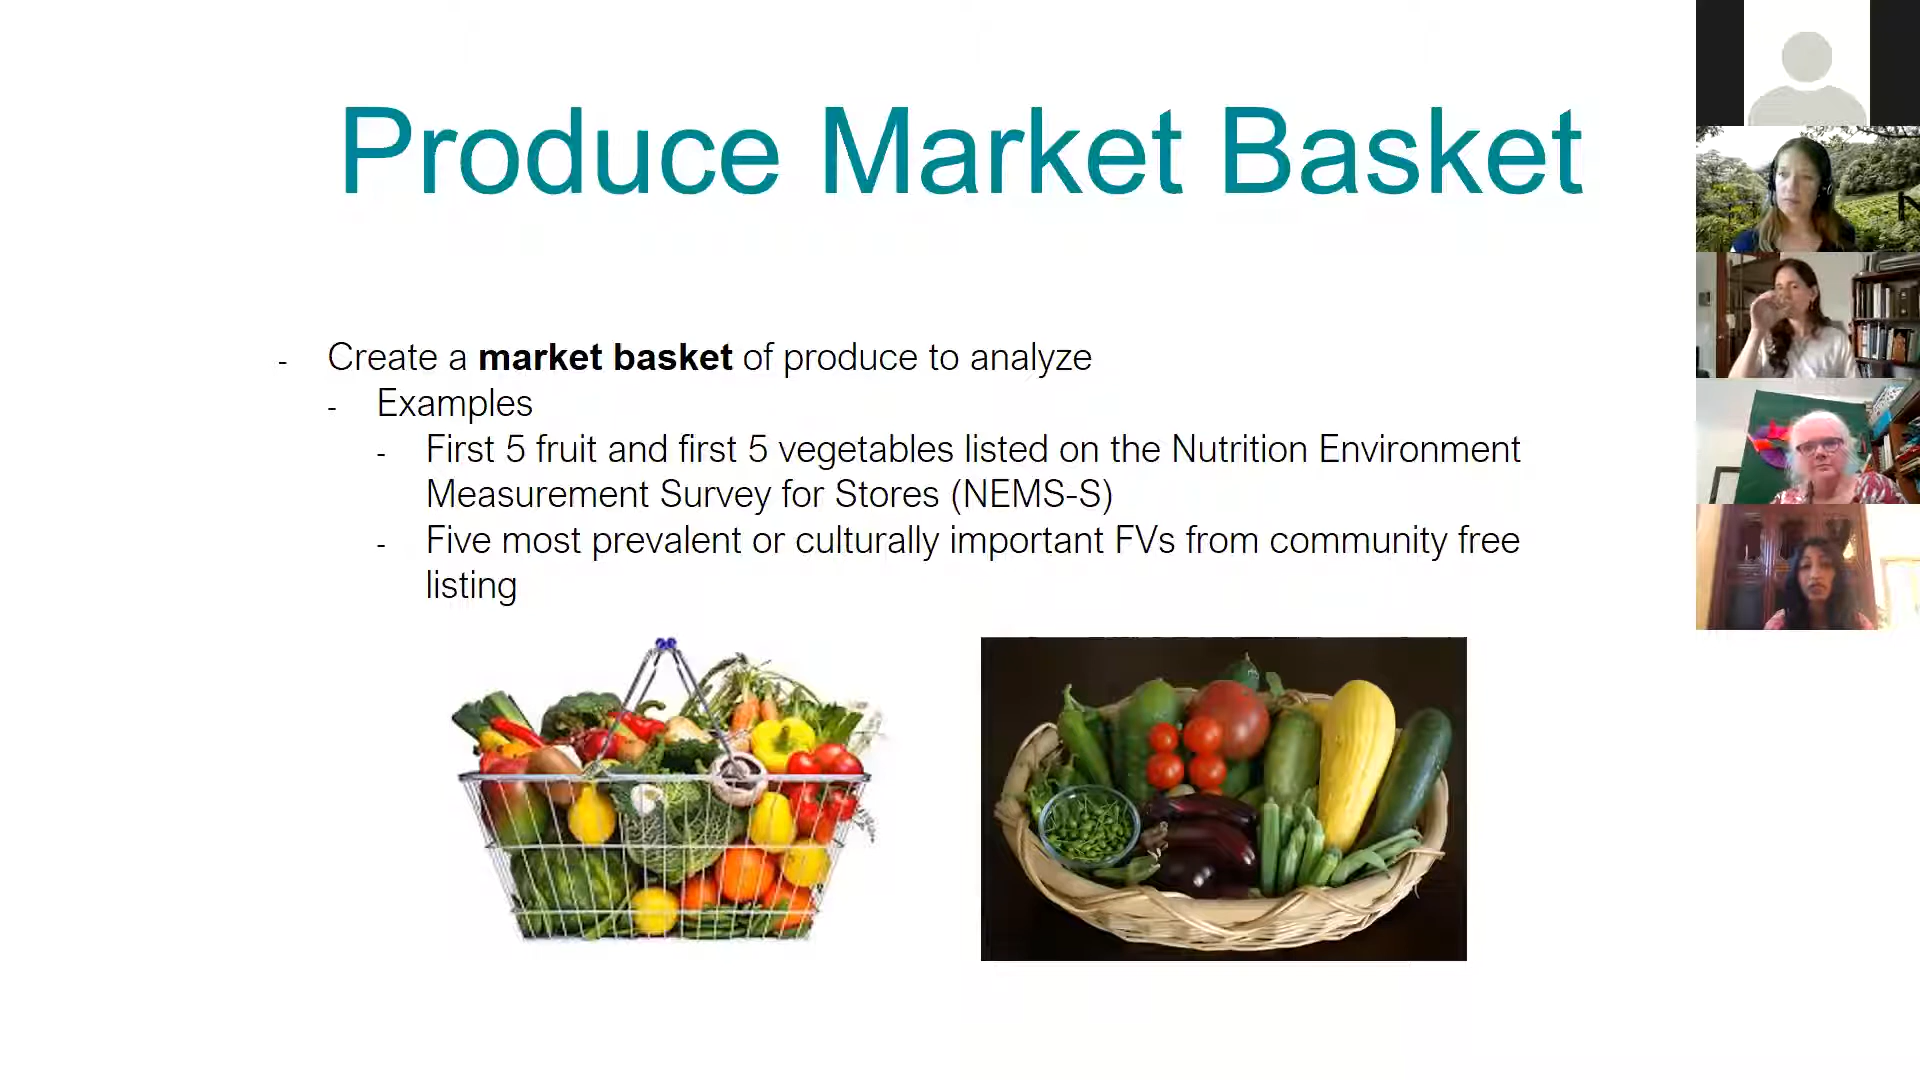 Produce Market Basket
- Create a market basket of produce to analyze
- Examples
- First 5 fruit and first 5 vegetables listed on the Nutrition Environment
Measurement Survey for Stores (NEMS-S)
- Five most prevalent or culturally important FVs from community free
listing